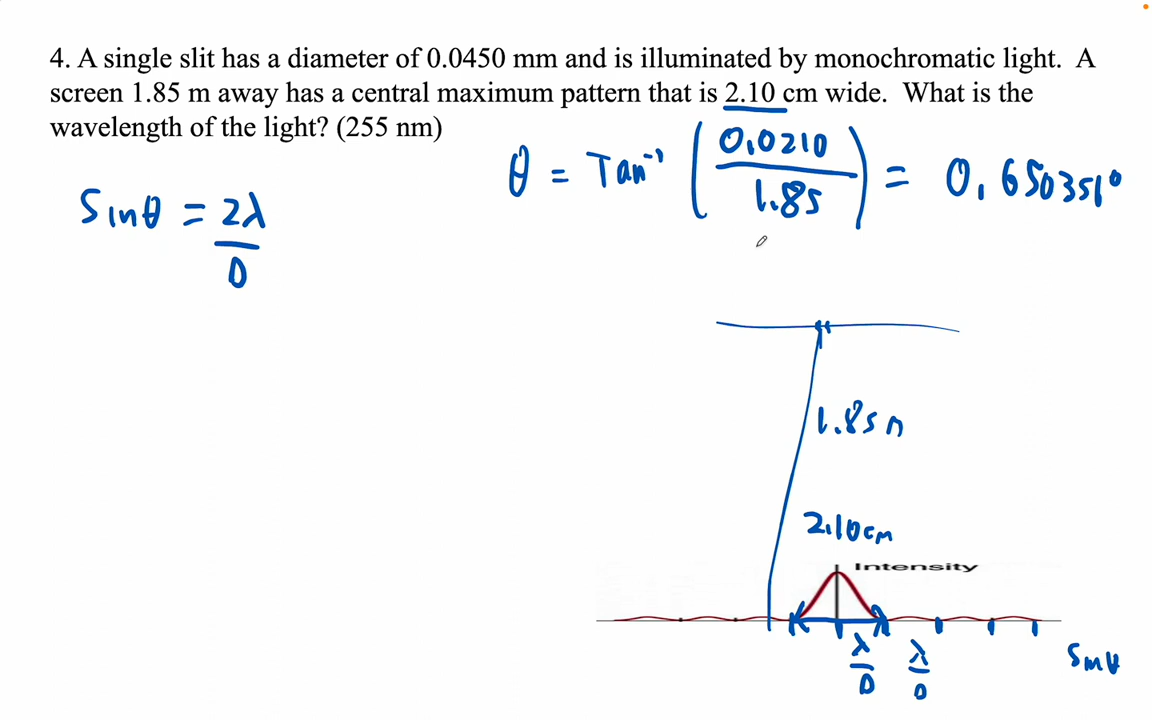 4. A single slit has a diameter of 0.0450 mm and is illuminated by monochromatic light. A
screen 1.85 m away has a central maximum pattern that is 2.10 cm wide. What is the
wavelength of the light? (255 nm)
θ = Tan⁻¹ (0.0210 / 1.85) = 0.650351°
Sinθ = 2λ / D
1.85m
2.10cm
Intensity
λ / D λ / D
Sinθ